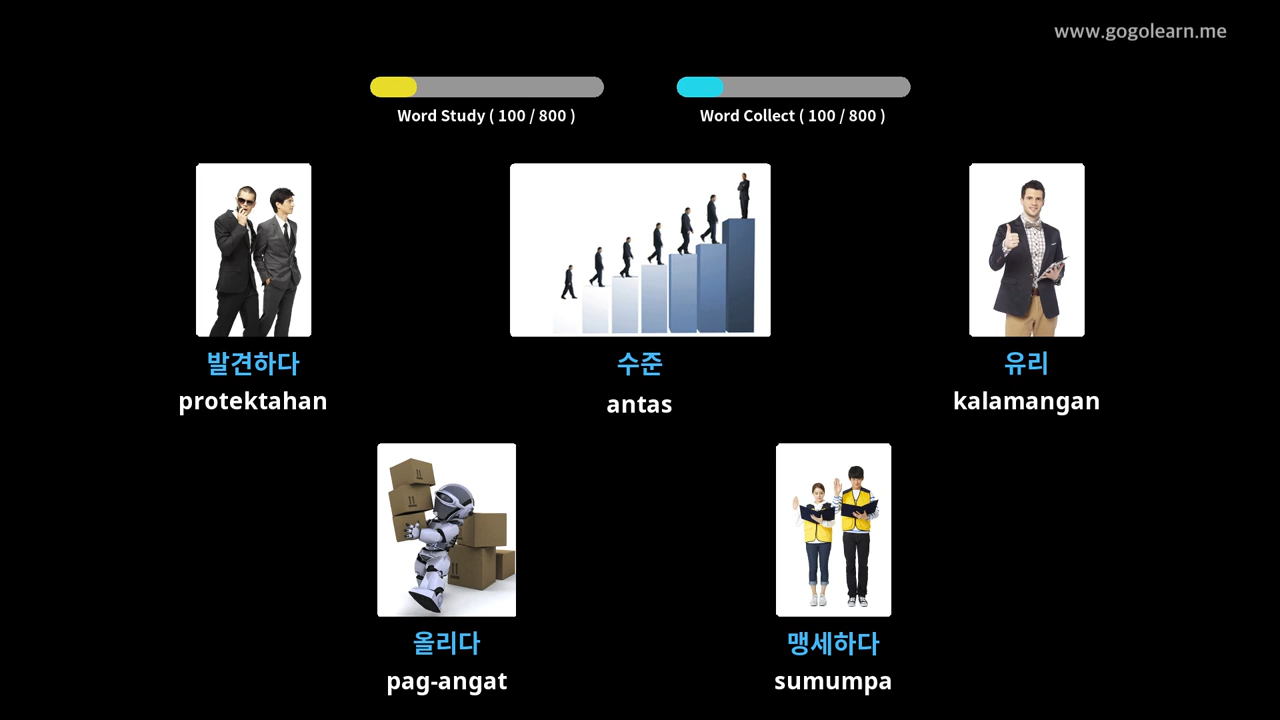 www.gogolearn.me
Word Study ( 100 / 800 )
Word Collect ( 100 / 800 )
발견하다
protektahan
수준
antas
유리
kalamangan
올리다
pag-angat
맹세하다
sumumpa